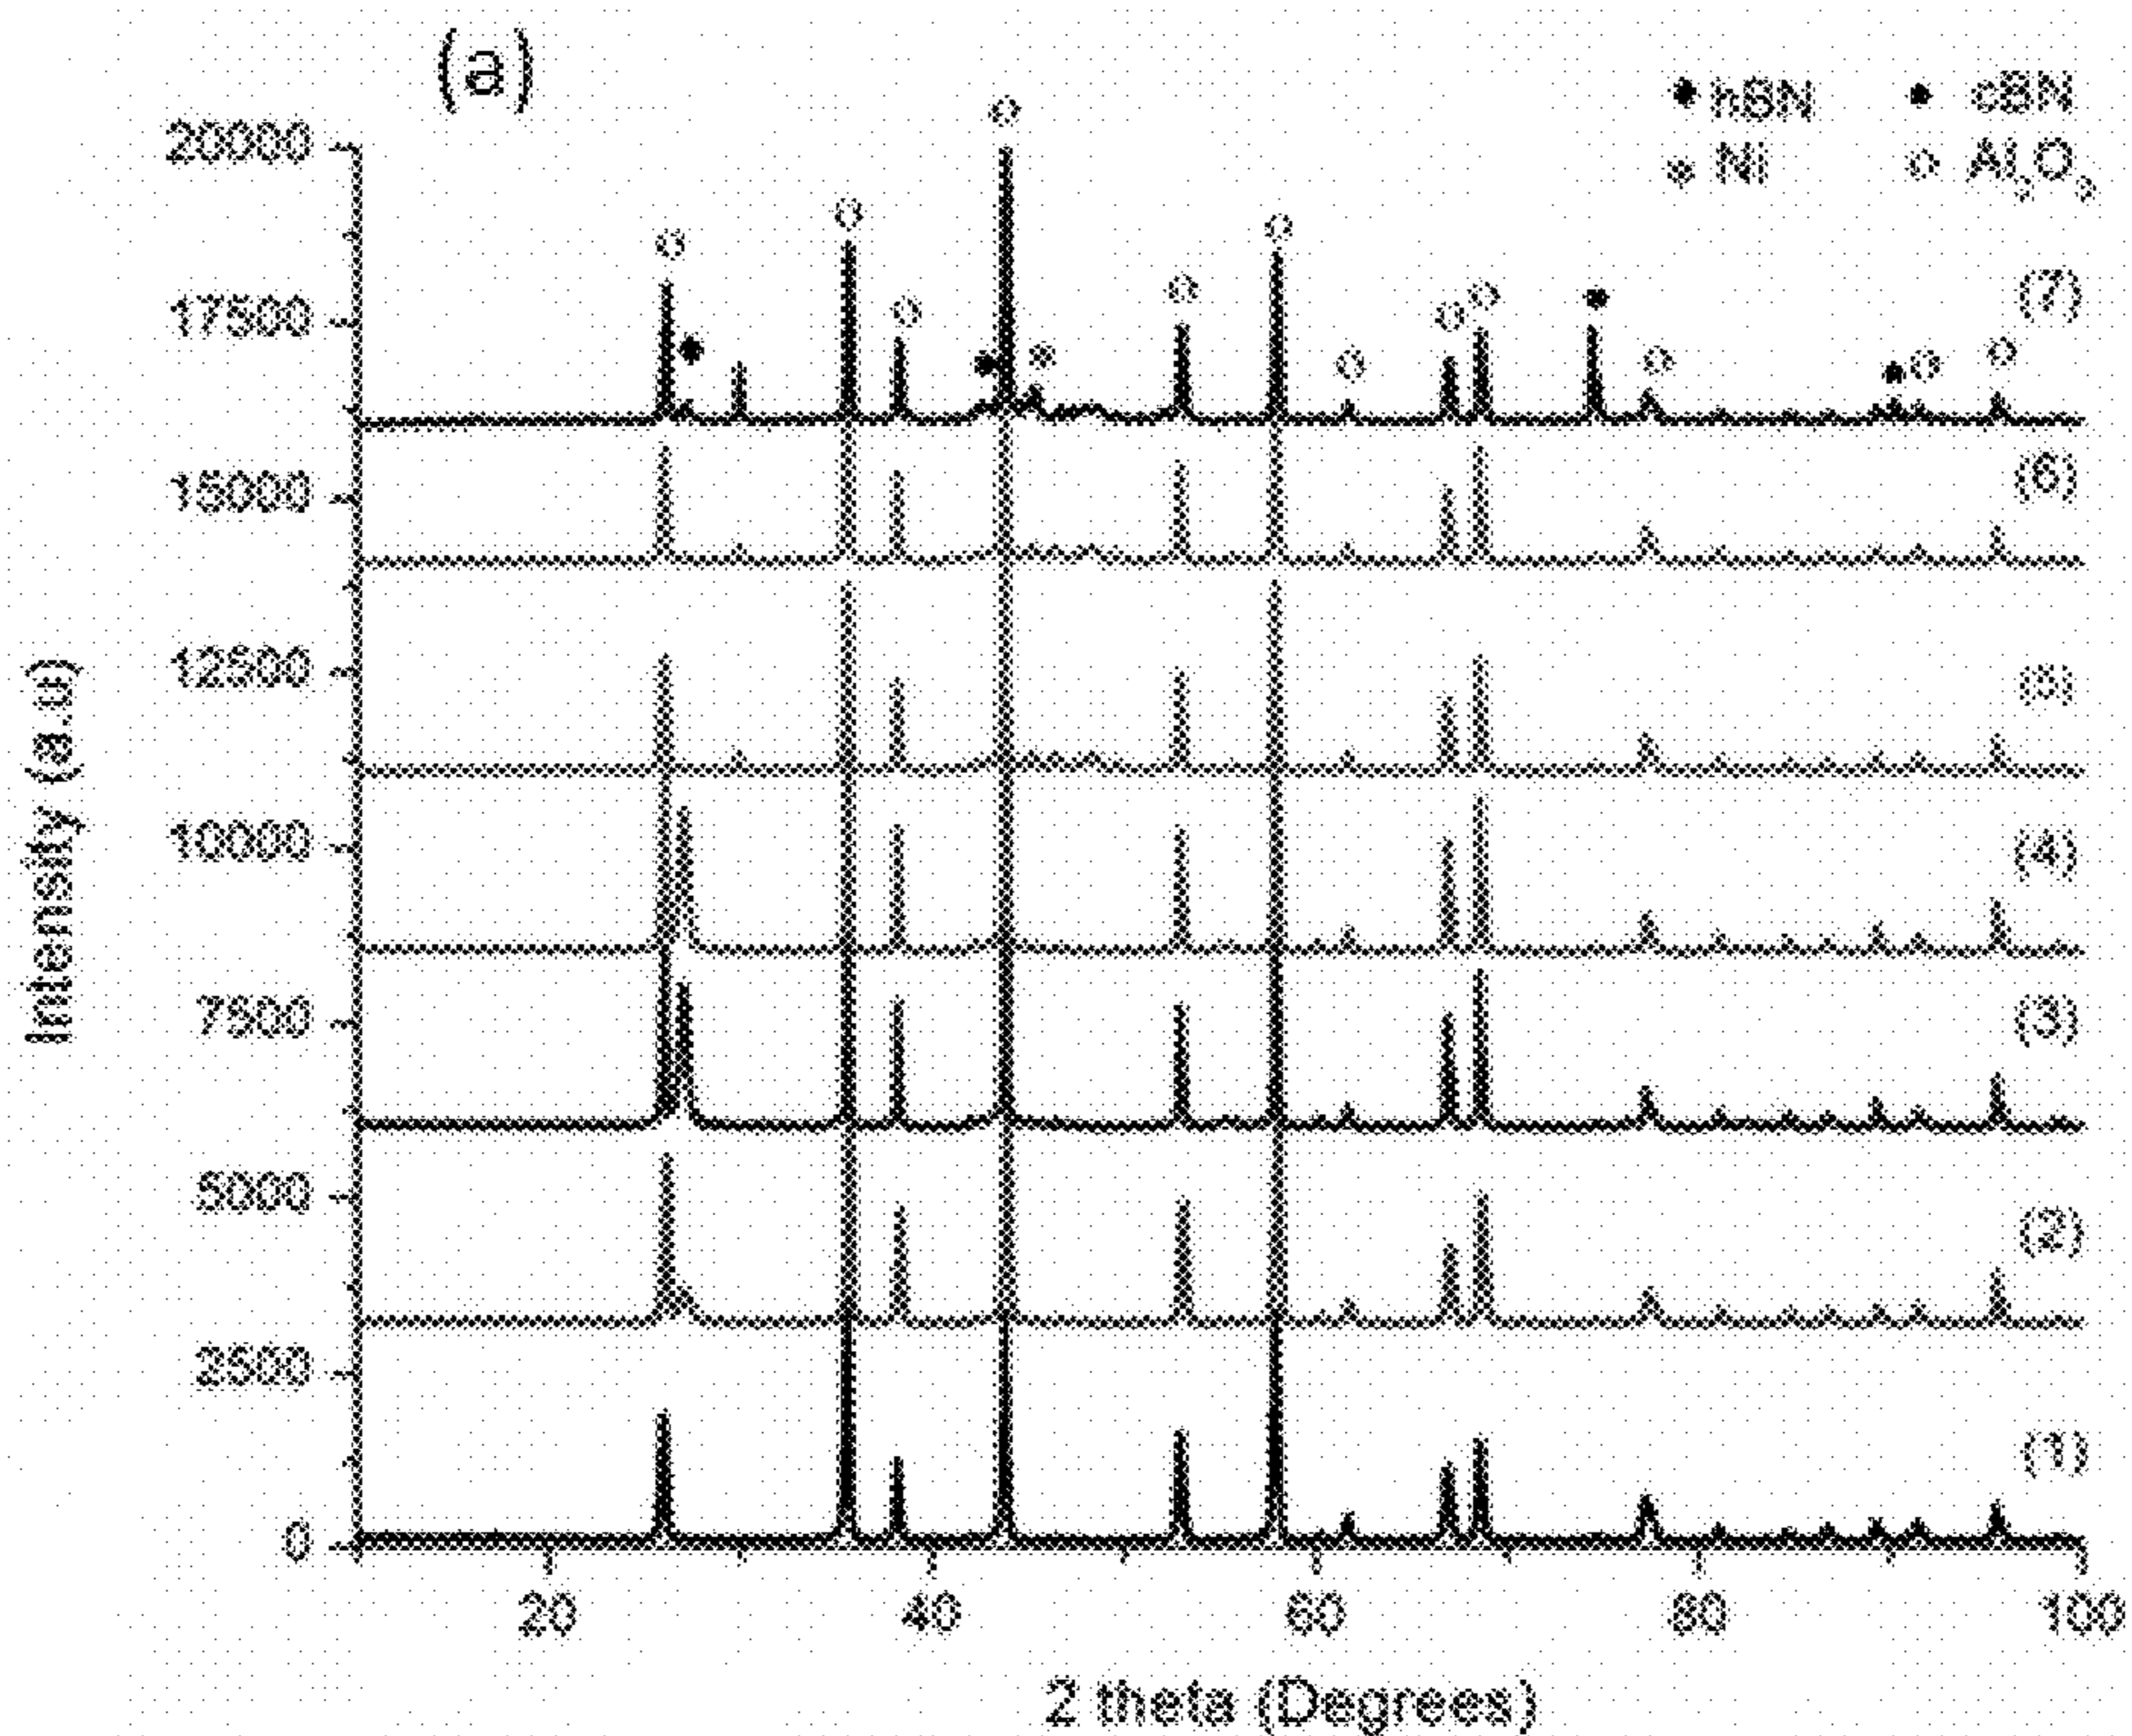 (a)
hBN cBN
Ni Al2O3
20000
17500
15000
12500
10000
7500
5000
2500
0
(7)
(6)
(5)
(4)
(3)
(2)
(1)
Intensity (a.u)
20 40 60 80 100
2 theta (Degrees)